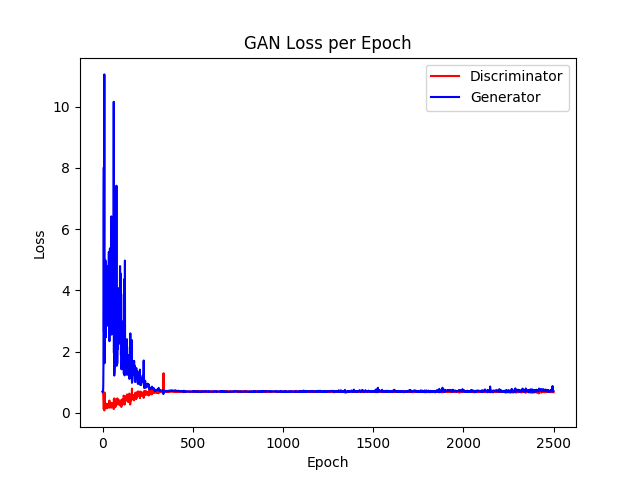 GAN Loss per Epoch
Discriminator
Generator
10
8
6
4
2
0
Loss
0 500 1000 1500 2000 2500
Epoch